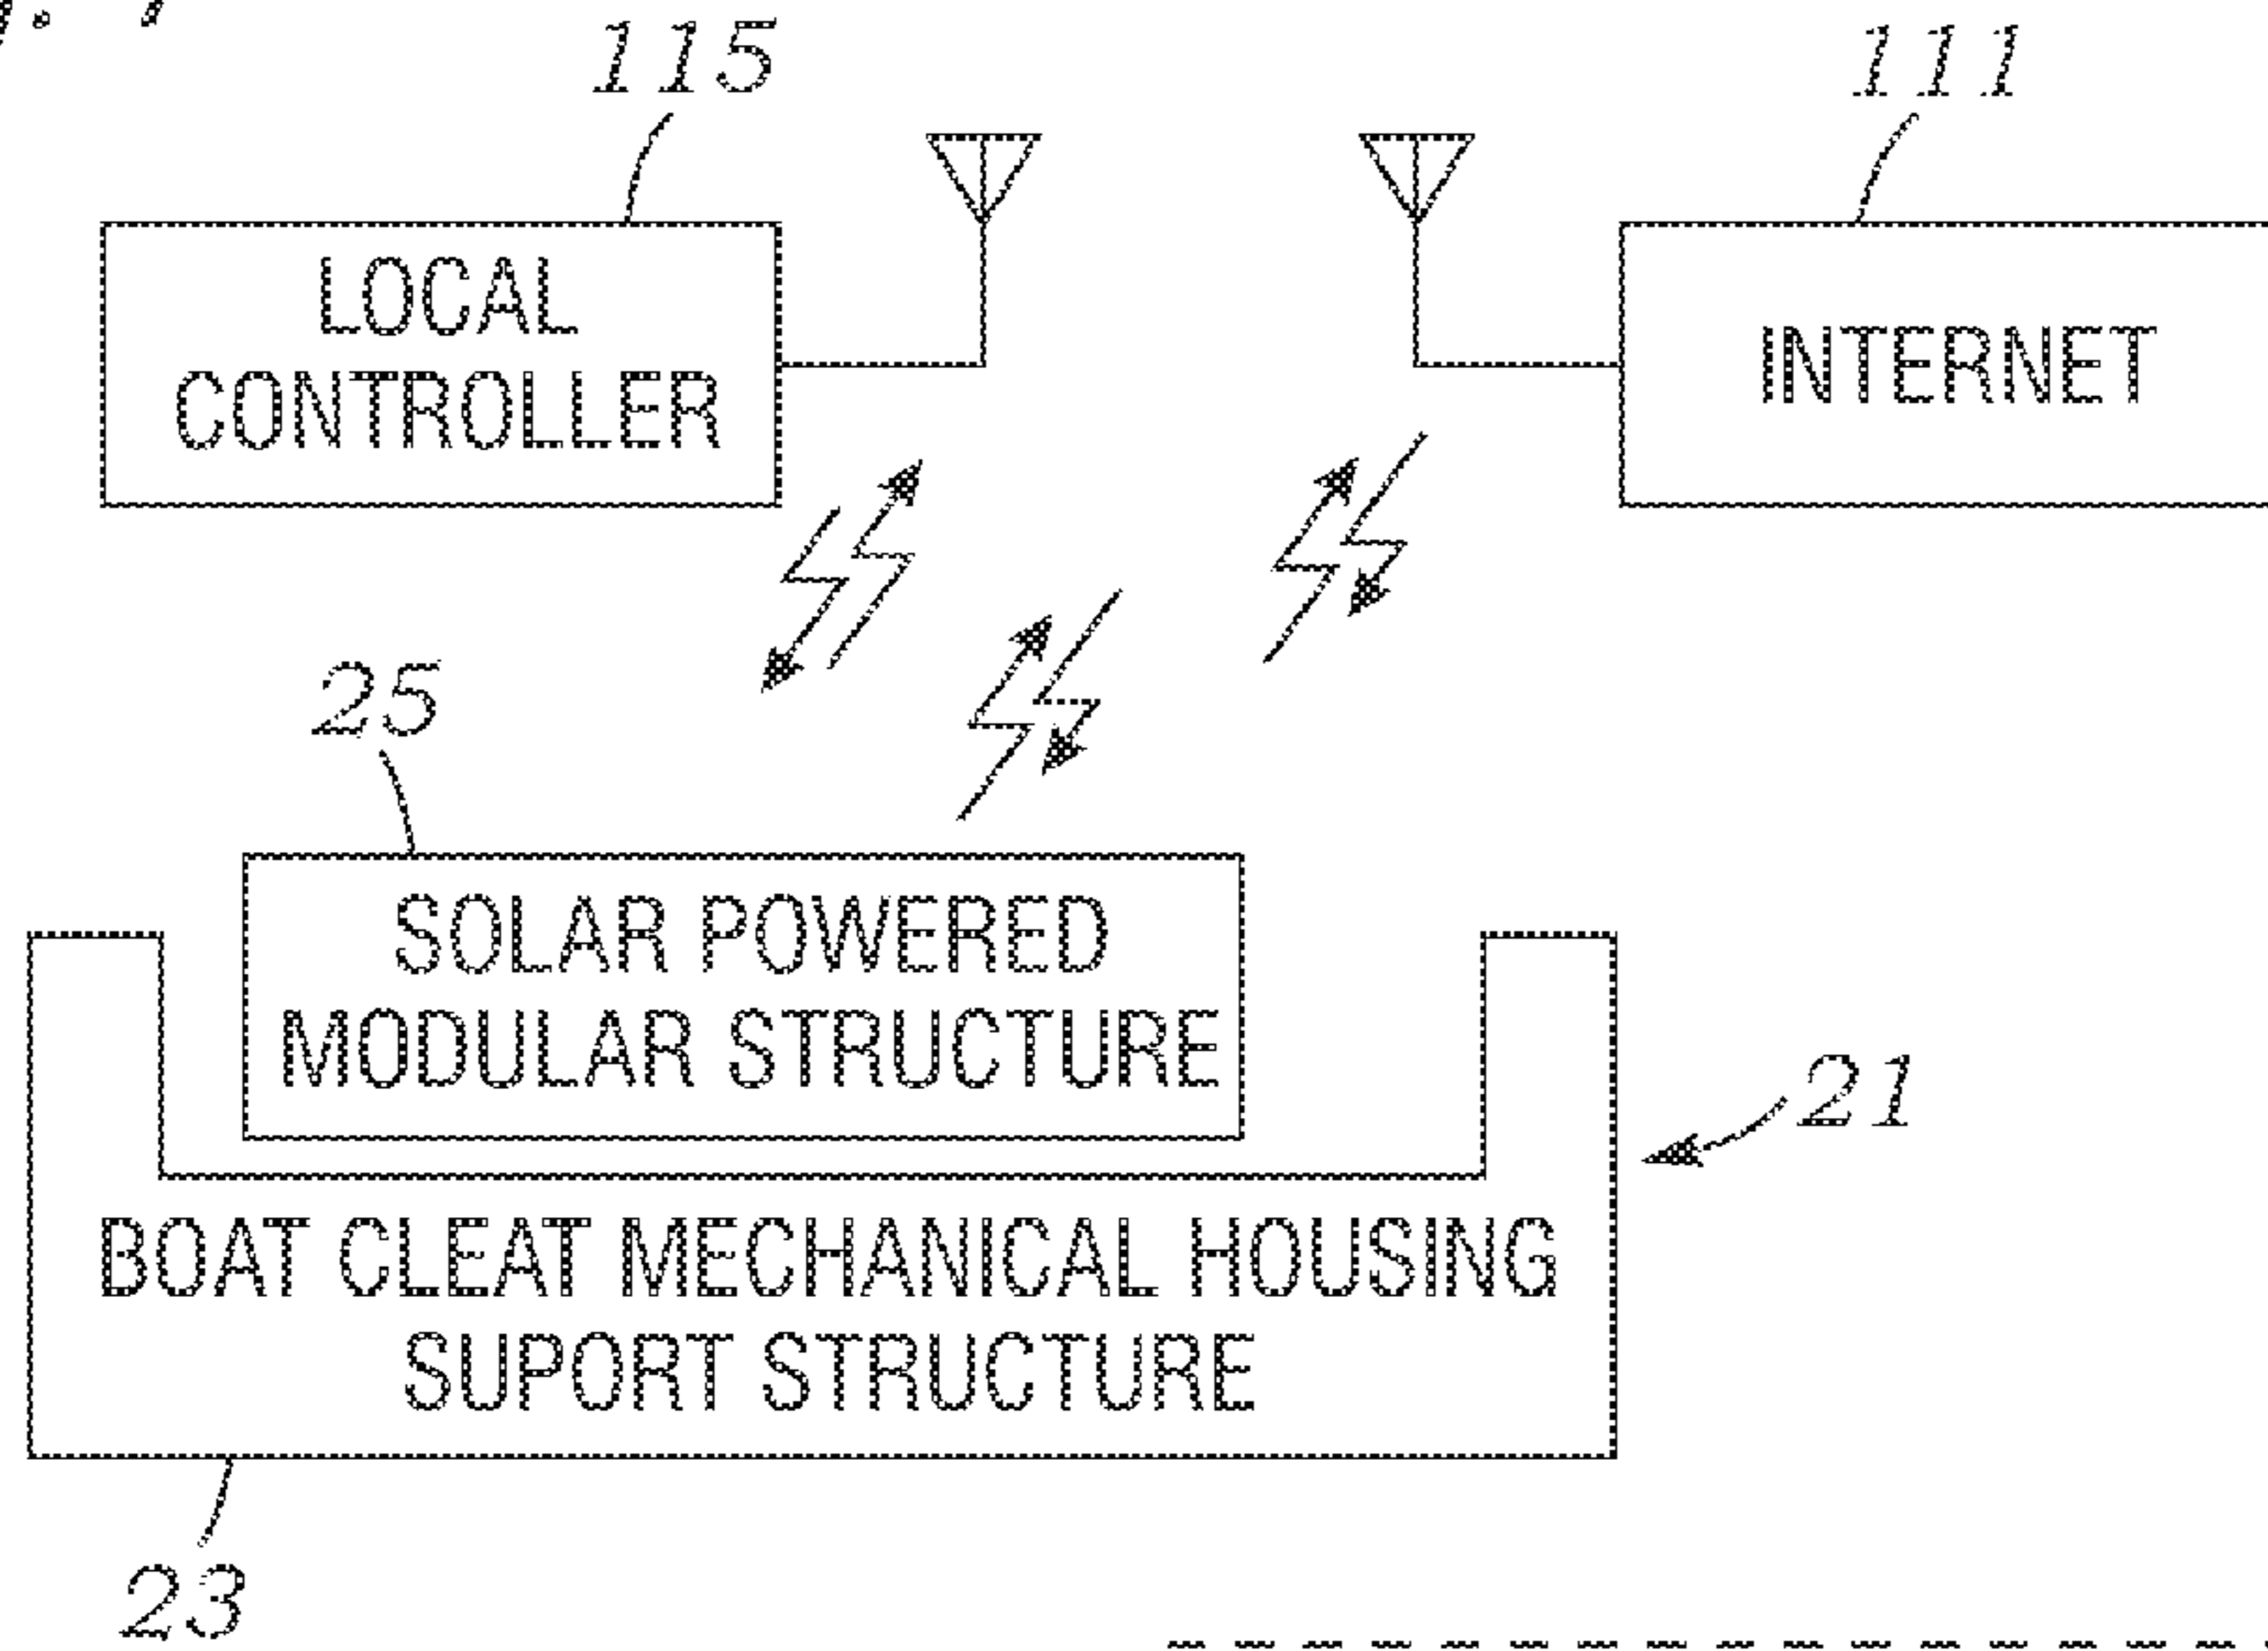 115
111
LOCAL
CONTROLLER
INTERNET
25
SOLAR POWERED
MODULAR STRUCTURE
21
BOAT CLEAT MECHANICAL HOUSING
SUPORT STRUCTURE
23